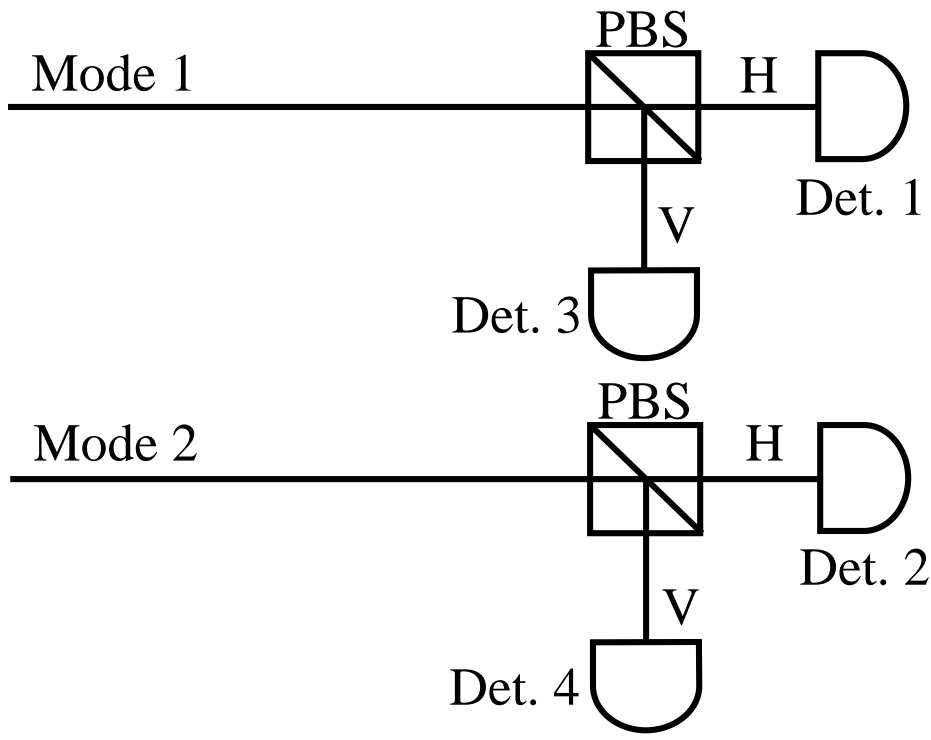 PBS
Mode 1
H
Det. 1
V
Det. 3
PBS
Mode 2
H
Det. 2
V
Det. 4